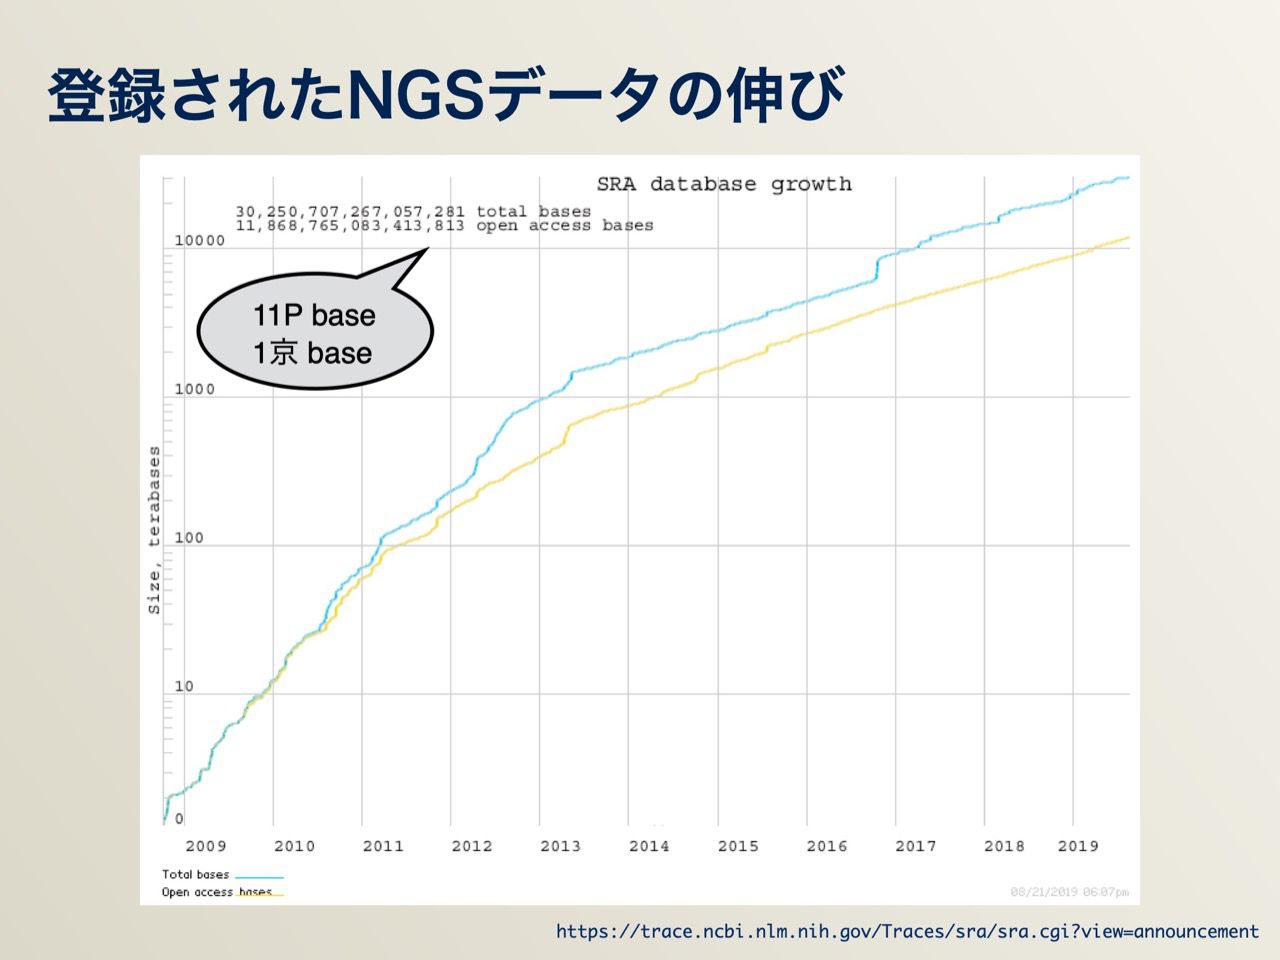 登録されたNGSデータの伸び
SRA database growth
30,250,707,267,057,281 total bases
11,868,765,083,413,813 open access bases
10000
11P base
1京 base
1000
Size, terabases
100
10
0
2009 2010 2011 2012 2013 2014 2015 2016 2017 2018 2019
Total bases
Open access bases
08/21/2019 06:07pm
https://trace.ncbi.nlm.nih.gov/Traces/sra/sra.cgi?view=announcement